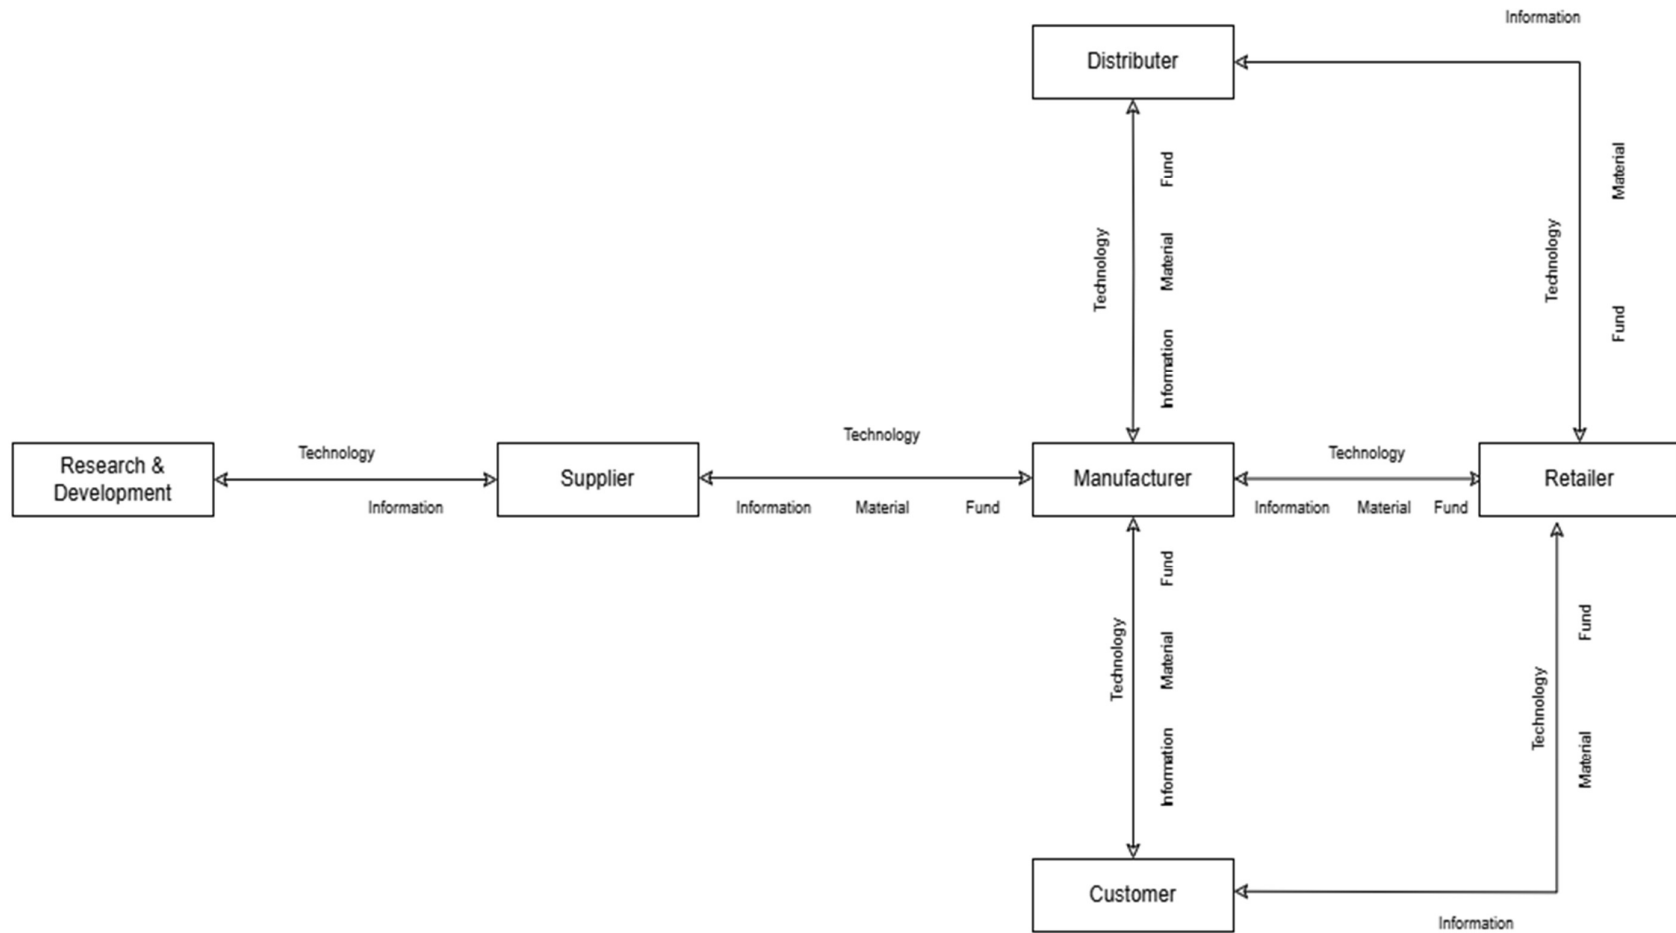 Information
Distributer
Fund
Material
Technology
Material
Technology
Fund
Information
Technology
Technology
Technology
Research &
Development
Supplier
Manufacturer
Retailer
Information
Information Material Fund
Information Material Fund
Fund
Fund
Technology
Material
Technology
Material
Information
Customer
Information